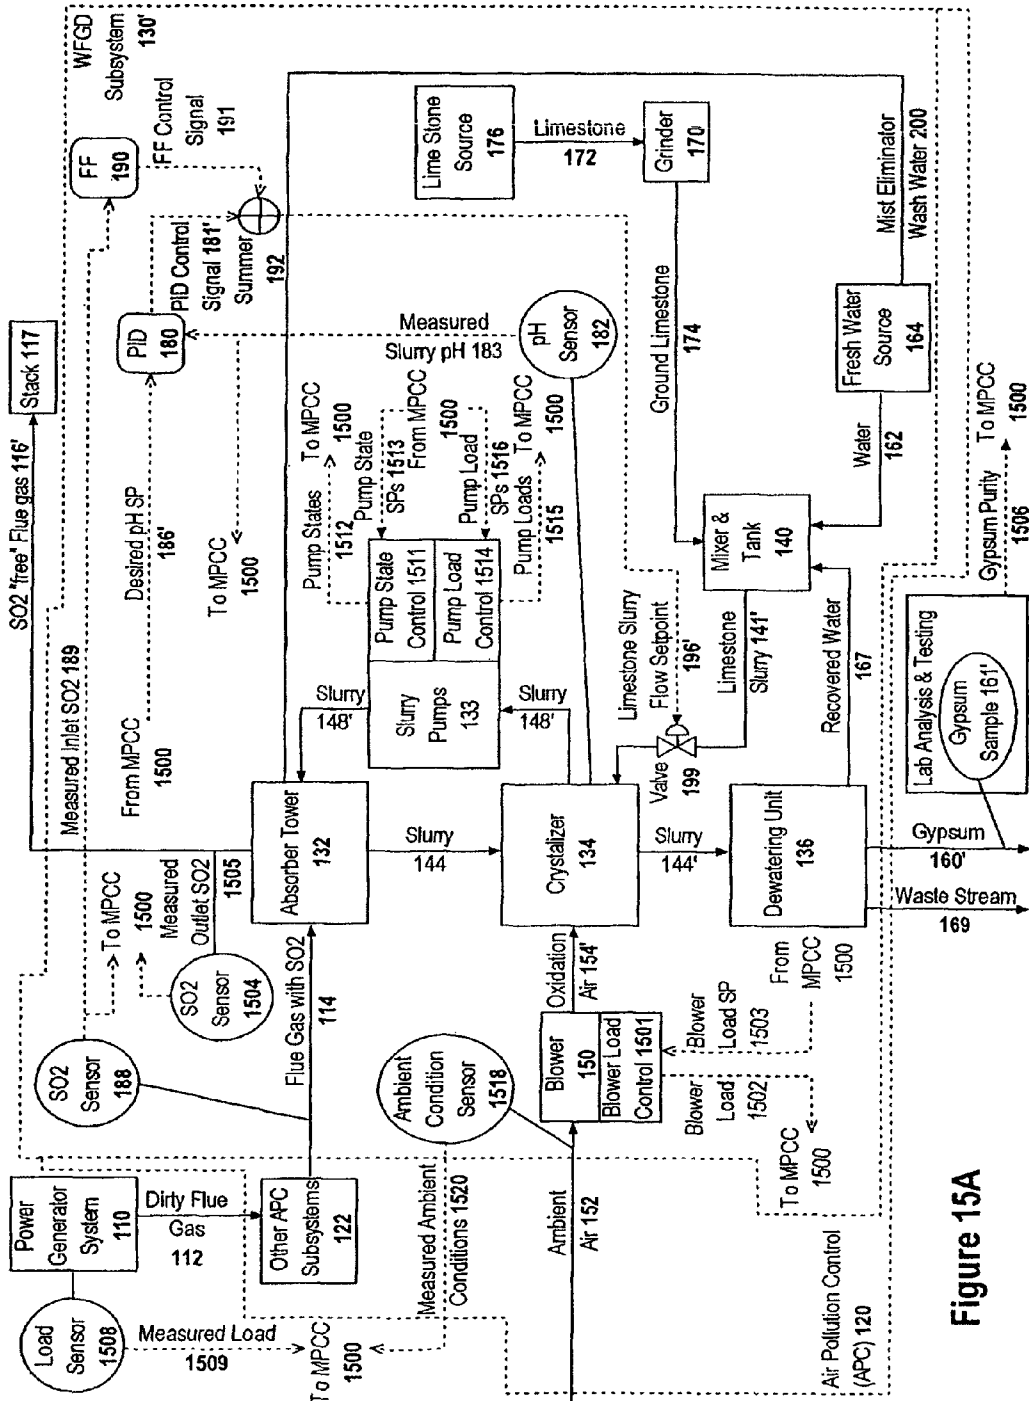 Power
Generator
System
110
Load
Sensor
1508
Measured Load
1509
To MPCC
1500
Dirty Flue
Gas
112
Other APC
Subsystems
122
SO2
Sensor
188
Measured Inlet SO2 189
To MPCC
1500
SO2
Sensor
1504
Measured
Outlet SO2
1505
Flue Gas with SO2
114
SO2 "free" Flue gas 116'
Stack 117
From MPCC
1500
Desired pH SP
186'
PID
180
PID Control
Signal 181'
FF
190
FF Control
Signal
191
Summer
192
WFGD
Subsystem
130'
To MPCC
1500
Measured
Slurry pH 183
pH
Sensor
182
Absorber Tower
132
Slurry
148'
Slurry
148'
Slurry
Pumps
133
Pump State
Control 1511
Pump Load
Control 1514
Pump States
1512
To MPCC
1500
Pump State
SPs 1513
From MPCC
1500
Pump Load
SPs 1516
Pump Loads
1515
To MPCC
1500
Lime Stone
Source
176
Limestone
172
Grinder
170
Ground Limestone
174
Mist Eliminator
Wash Water 200
Fresh Water
Source
164
Water
162
Mixer &
Tank
140
Limestone
Slurry 141'
Limestone Slurry
Flow Setpoint
196'
Valve
199
Slurry
144
Crystalizer
134
Slurry
144'
Dewatering Unit
136
Recovered Water
167
Ambient
Condition
Sensor
1518
Measured Ambient
Conditions 1520
Ambient
Air 152
Blower
150
Blower Load
Control 1501
Oxidation
Air 154'
Blower
Load SP
1503
From
MPCC
1500
Blower
Load
1502
To MPCC
1500
Gypsum
160'
Waste Stream
169
Lab Analysis & Testing
Gypsum
Sample 161'
Gypsum Purity
1506
To MPCC
1500
Air Pollution Control
(APC) 120
Figure 15A